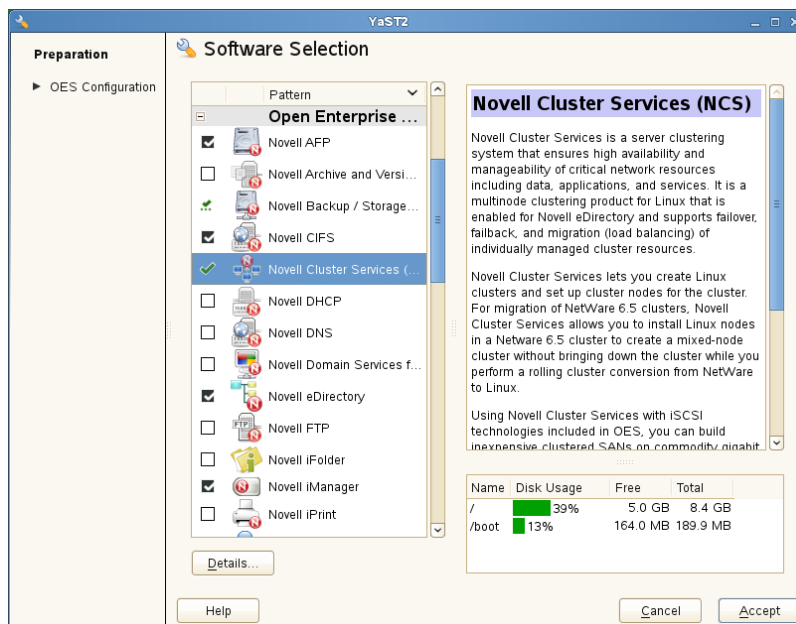 YaST2
Preparation
OES Configuration
Software Selection
Pattern
Open Enterprise ...
Novell AFP
Novell Archive and Versi...
Novell Backup / Storage...
Novell CIFS
Novell Cluster Services (...
Novell DHCP
Novell DNS
Novell Domain Services f...
Novell eDirectory
Novell FTP
Novell iFolder
Novell iManager
Novell iPrint
Details...
Novell Cluster Services (NCS)
Novell Cluster Services is a server clustering
system that ensures high availability and
manageability of critical network resources
including data, applications, and services. It is a
multinode clustering product for Linux that is
enabled for Novell eDirectory and supports failover,
failback, and migration (load balancing) of
individually managed cluster resources.
Novell Cluster Services lets you create Linux
clusters and set up cluster nodes for the cluster.
For migration of NetWare 6.5 clusters, Novell
Cluster Services allows you to install Linux nodes
in a Netware 6.5 cluster to create a mixed-node
cluster without bringing down the cluster while you
perform a rolling cluster conversion from NetWare
to Linux.
Using Novell Cluster Services with iSCSI
technologies included in OES, you can build
inexpensive clustered SANs on commodity gigabit
Name Disk Usage Free Total
/ 39% 5.0 GB 8.4 GB
/boot 13% 164.0 MB 189.9 MB
Help
Cancel
Accept